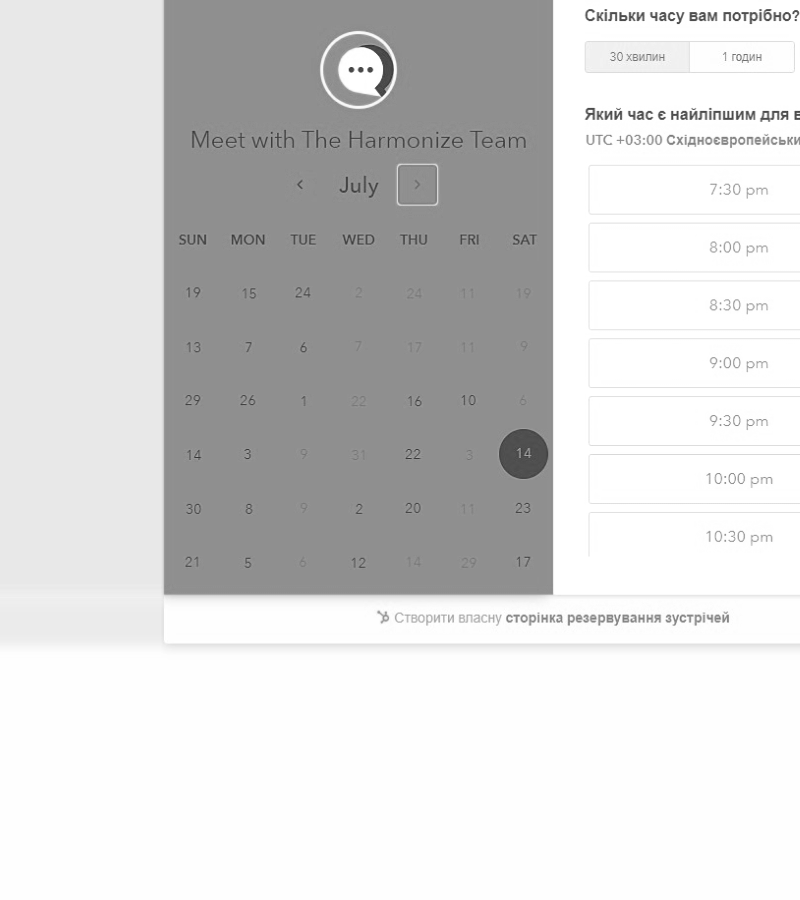 Meet with The Harmonize Team
July
SUN MON TUE WED THU FRI SAT
19 15 24 2 24 11 19
13 7 6 7 17 11 9
29 26 1 22 16 10 6
14 3 9 31 22 3 14
30 8 9 2 20 11 23
21 5 6 12 14 29 17
Скільки часу вам потрібно?
30 хвилин 1 годин
Який час є найліпшим для
UTC +03:00
7:30 pm
8:00 pm
8:30 pm
9:00 pm
9:30 pm
10:00 pm
10:30 pm
Створити власну сторінка резервування зустрічей